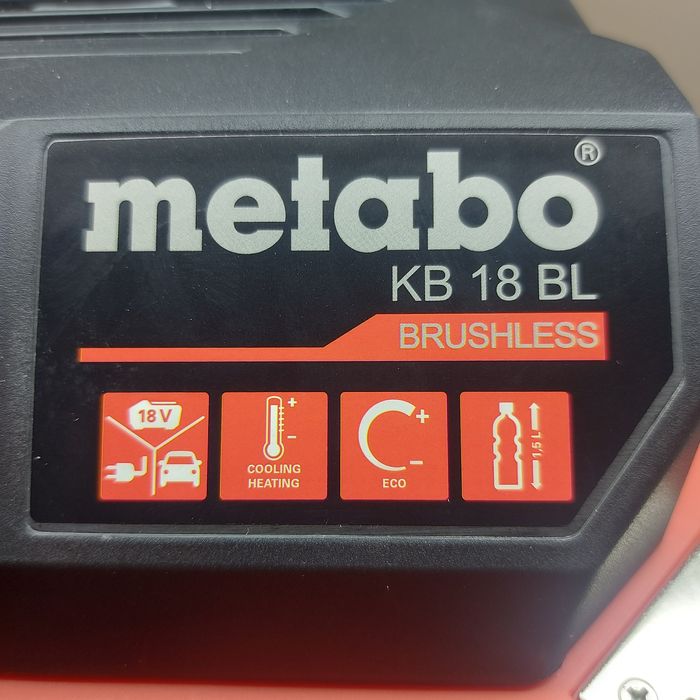 metabo®
KB 18 BL
BRUSHLESS
18 V
+
-
COOLING
HEATING
+
-
ECO
1,5 L